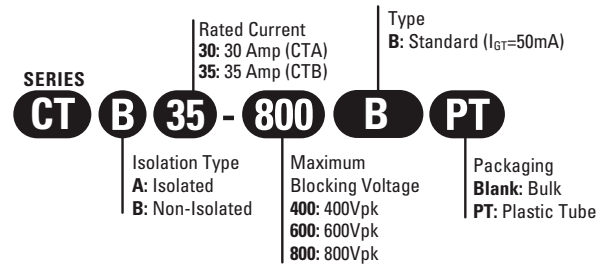 Rated Current
30: 30 Amp (CTA)
35: 35 Amp (CTB)
Type
B: Standard (IGT=50mA)
SERIES
CT B 35 - 800 B PT
Isolation Type
A: Isolated
B: Non-Isolated
Maximum
Blocking Voltage
400: 400Vpk
600: 600Vpk
800: 800Vpk
Packaging
Blank: Bulk
PT: Plastic Tube